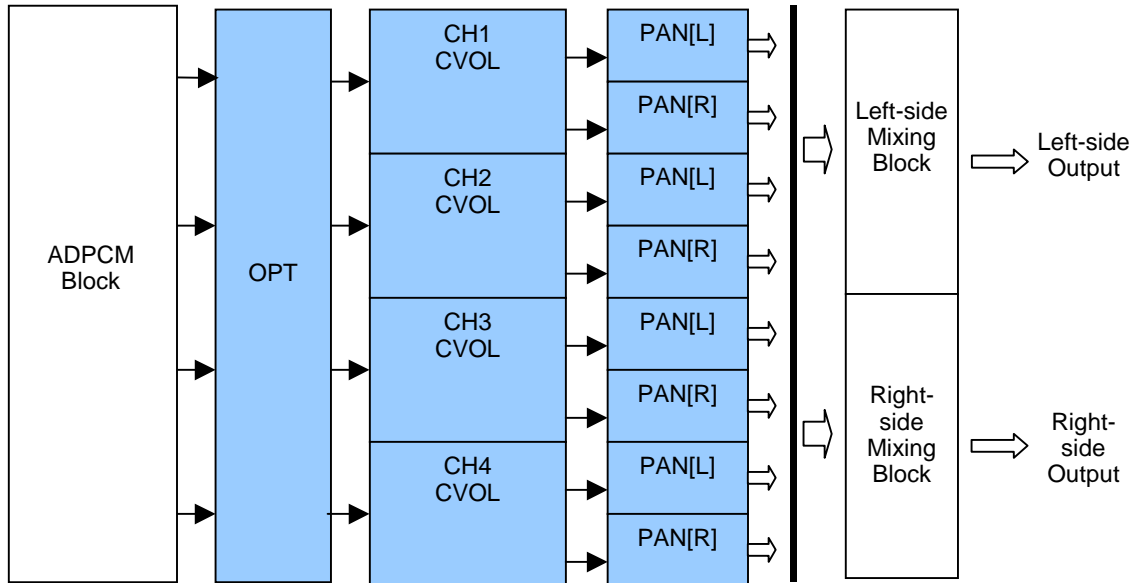 ADPCM
Block
OPT
CH1
CVOL
CH2
CVOL
CH3
CVOL
CH4
CVOL
PAN[L]
PAN[R]
PAN[L]
PAN[R]
PAN[L]
PAN[R]
PAN[L]
PAN[R]
Left-side
Mixing
Block
Right-
side
Mixing
Block
Left-side
Output
Right-
side
Output